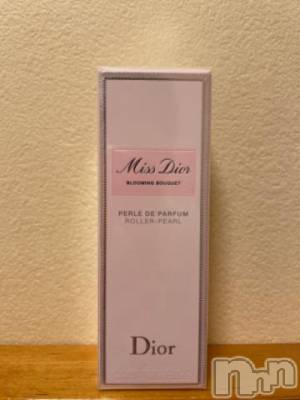 Miss Dior
BLOOMING BOUQUET
PERLE DE PARFUM
ROLLER-PEARL
Dior